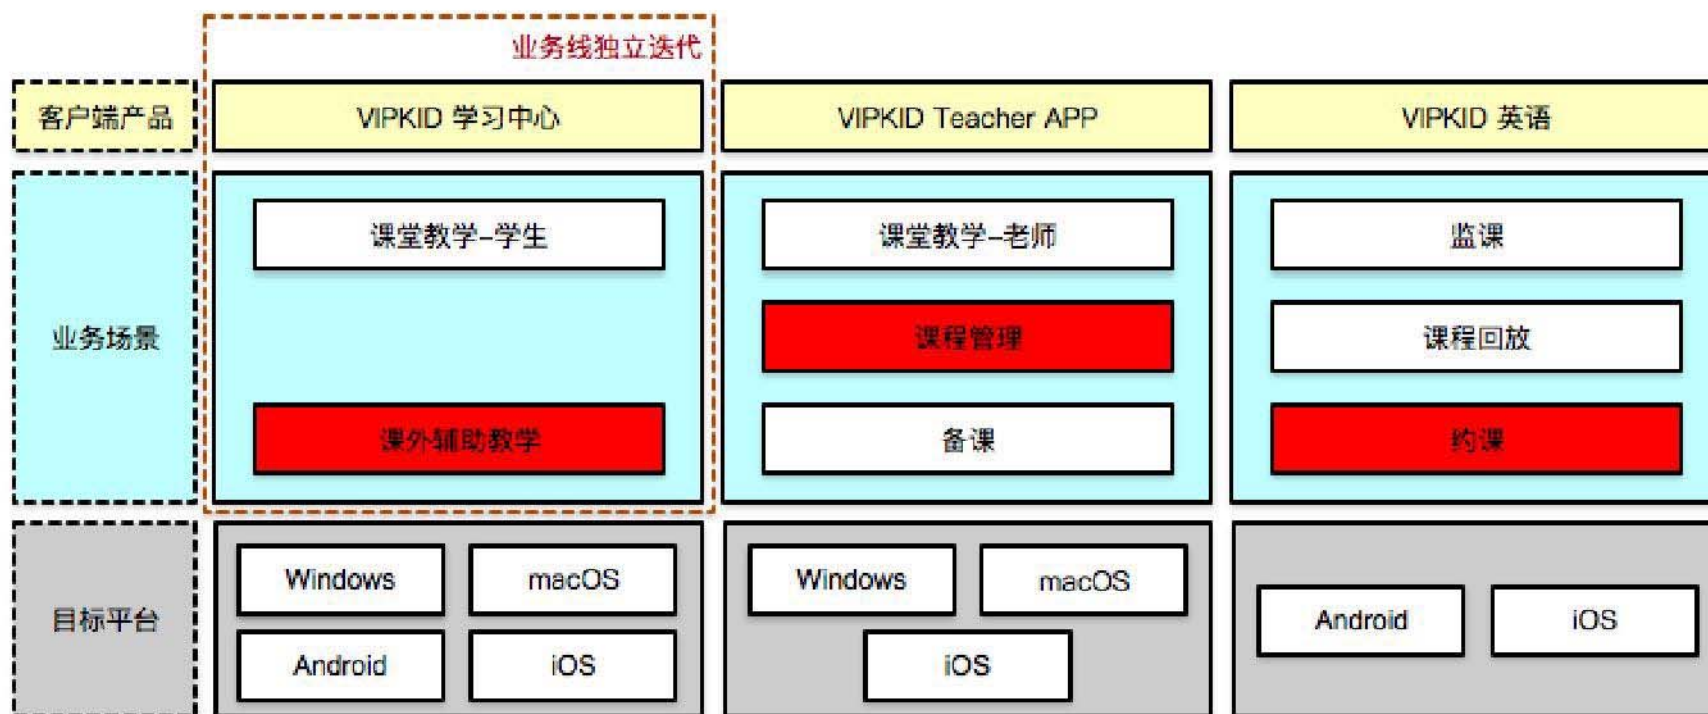 业务线独立迭代
客户端产品
VIPKID 学习中心
VIPKID Teacher APP
VIPKID 英语
业务场景
课堂教学–学生
课外辅助教学
课堂教学–老师
课程管理
备课
监课
课程回放
约课
目标平台
Windows
macOS
Android
iOS
Windows
macOS
iOS
Android
iOS